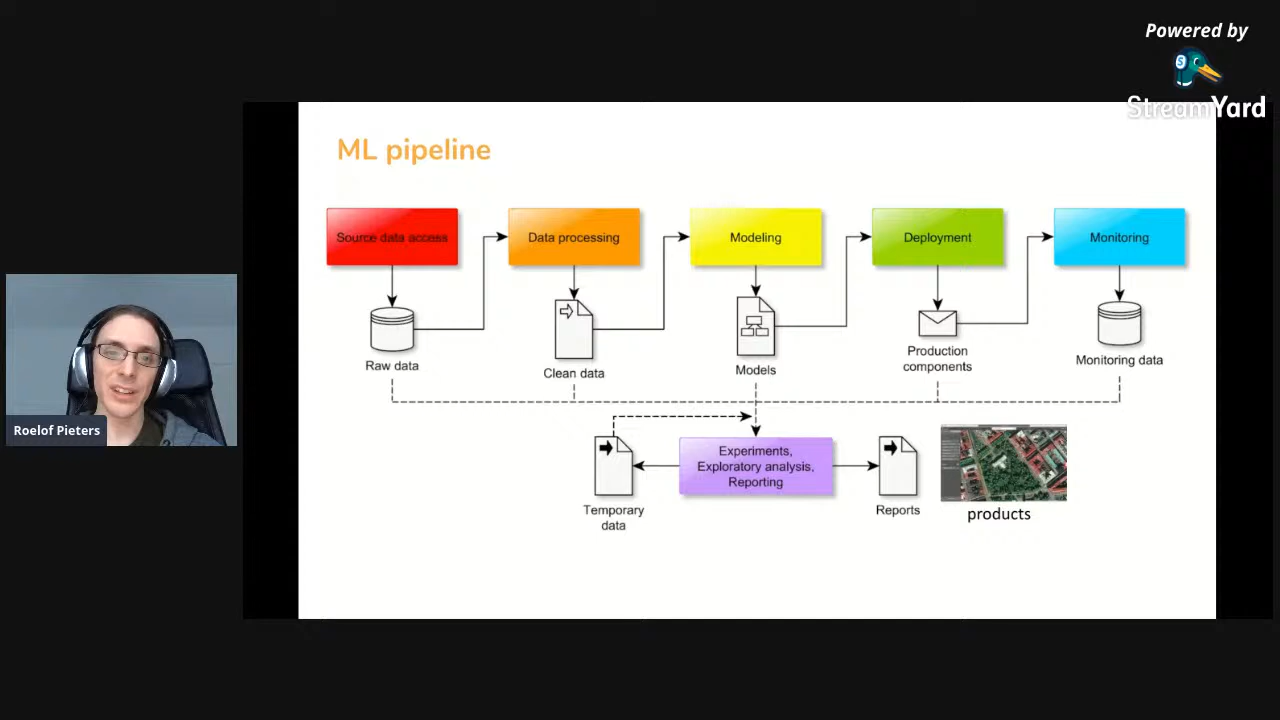 Powered by
StreamYard
ML pipeline
Source data access
Data processing
Modeling
Deployment
Monitoring
Raw data
Clean data
Models
Production
components
Monitoring data
Experiments,
Exploratory analysis,
Reporting
Temporary
data
Reports
products
Roelof Pieters